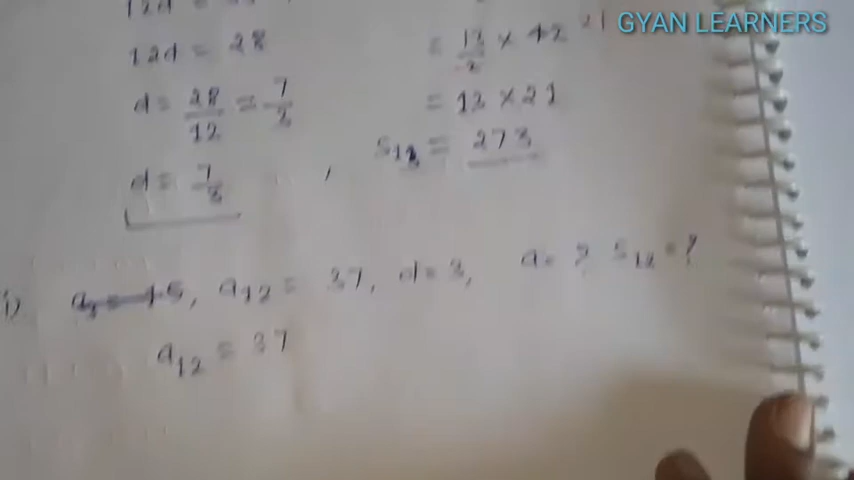 GYAN LEARNERS
12d = 28
d = 28/12 = 7/3
d = 7/3
= 13/2 × 42 21
= 13 × 21
S13 = 273
a12 = 37, d = 3, a = ? S12 = ?
a12 = 37